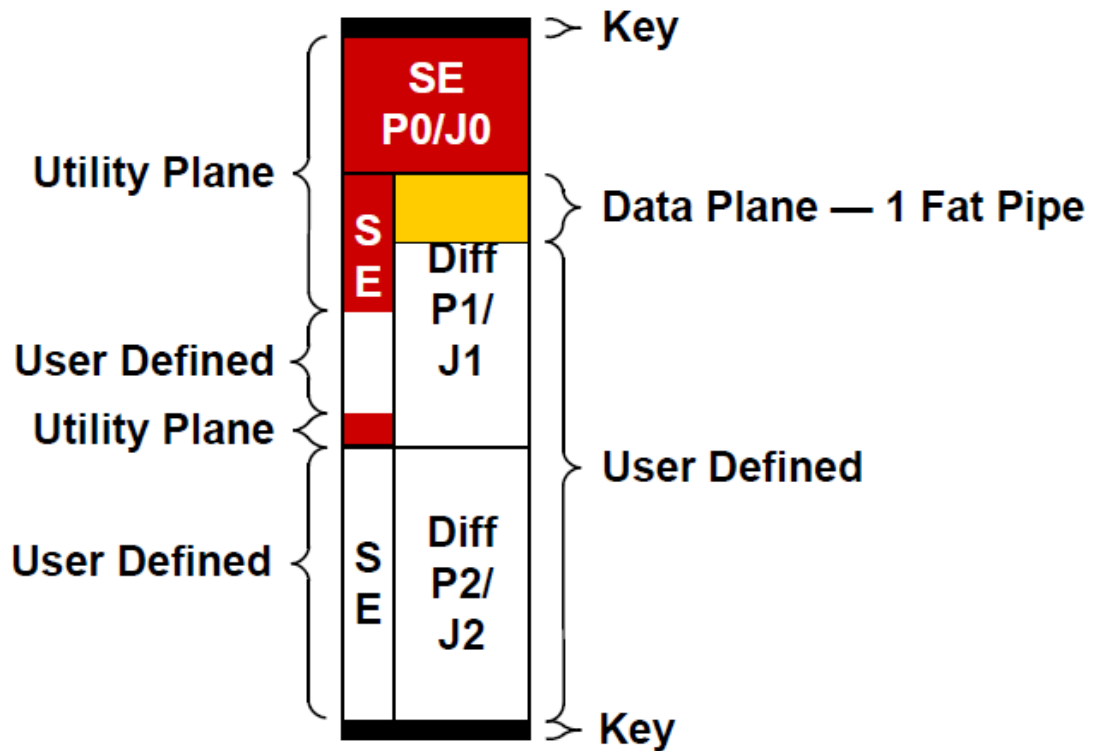 Key
SE
P0/J0
Utility Plane
Data Plane — 1 Fat Pipe
S
E
Diff
P1/
J1
User Defined
Utility Plane
User Defined
User Defined
S
E
Diff
P2/
J2
Key